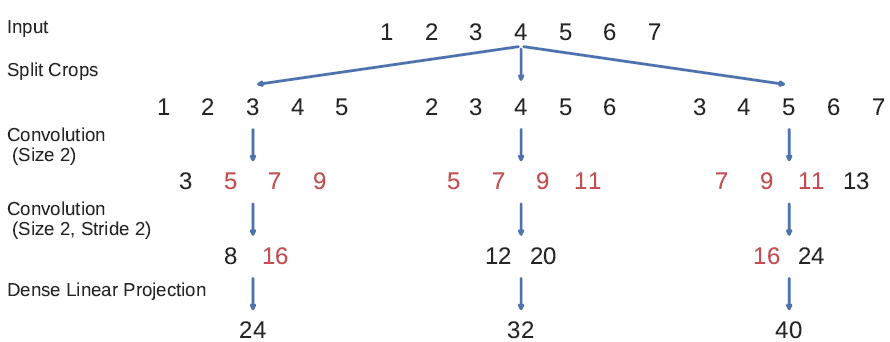 Input
1 2 3 4 5 6 7
Split Crops
1 2 3 4 5 2 3 4 5 6 3 4 5 6 7
Convolution
(Size 2)
3 5 7 9 5 7 9 11 7 9 11 13
Convolution
(Size 2, Stride 2)
8 16 12 20 16 24
Dense Linear Projection
24 32 40